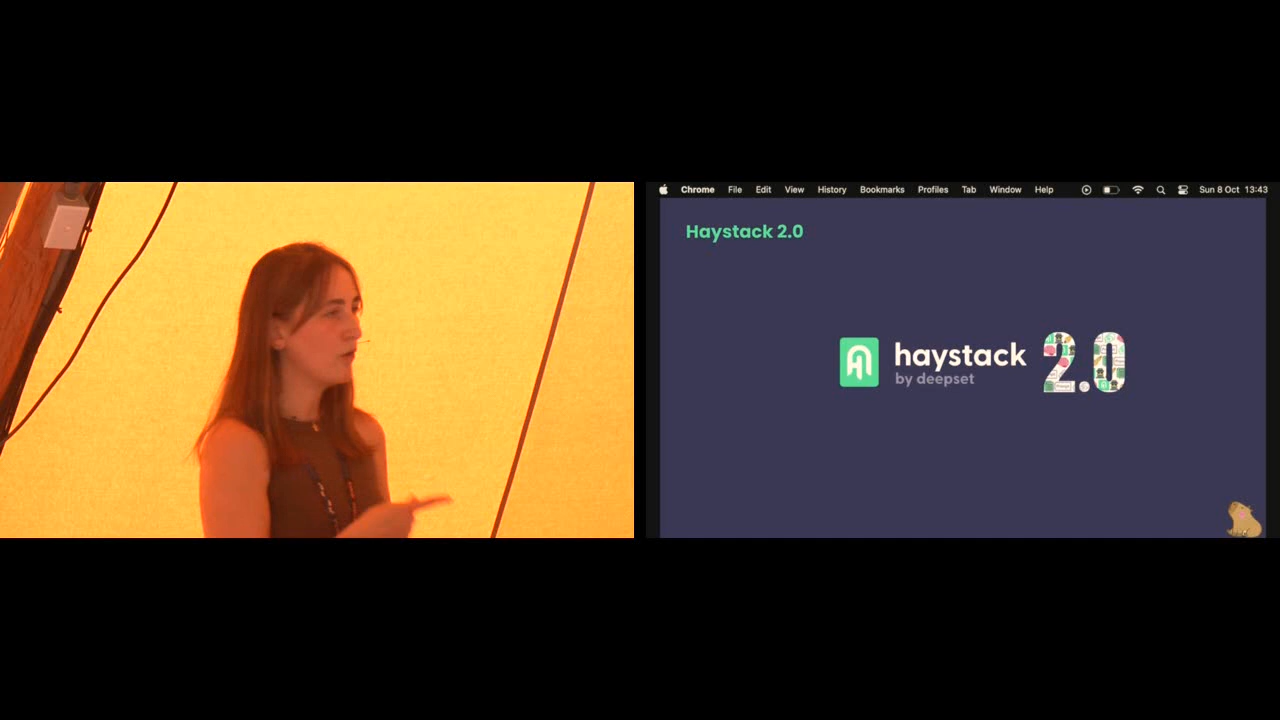 Chrome File Edit View History Bookmarks Profiles Tab Window Help Sun 8 Oct 13:43
Haystack 2.0
haystack 2.0
by deepset